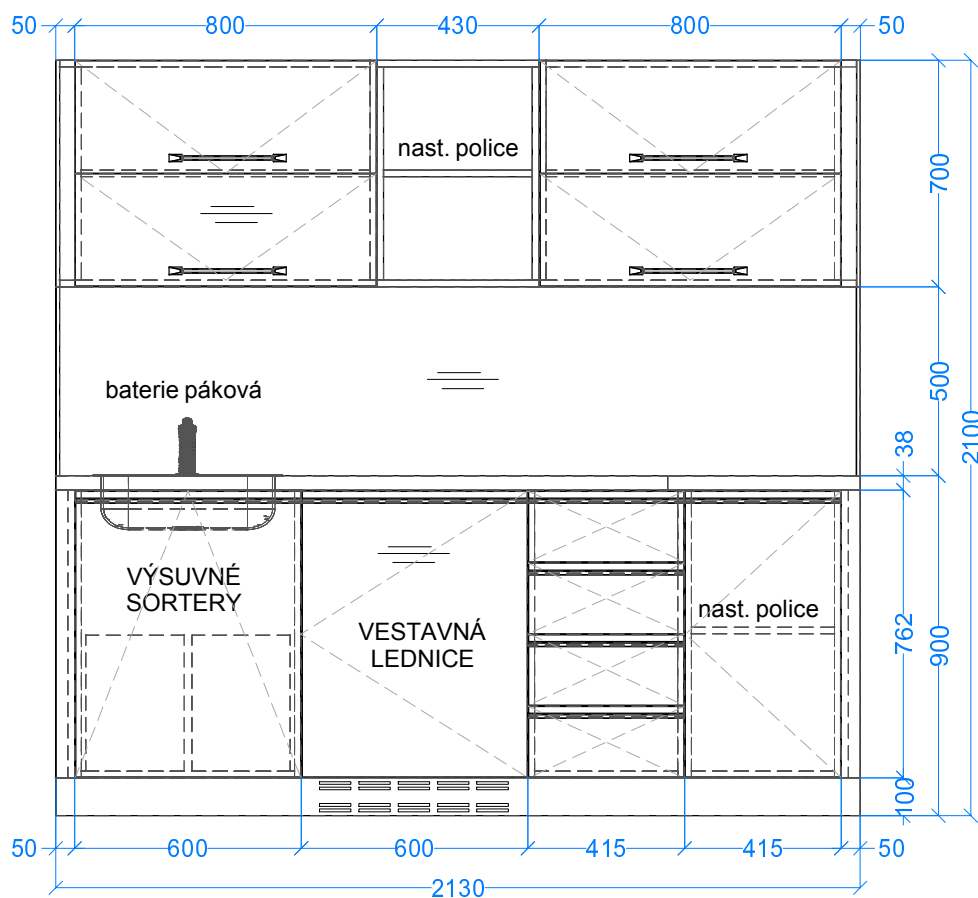 50
800
430
800
50
nast. police
700
baterie páková
500
38
2100
VÝSUVNÉ
SORTERY
VESTAVNÁ
LEDNICE
nast. police
762
900
100
50
600
600
415
415
50
2130